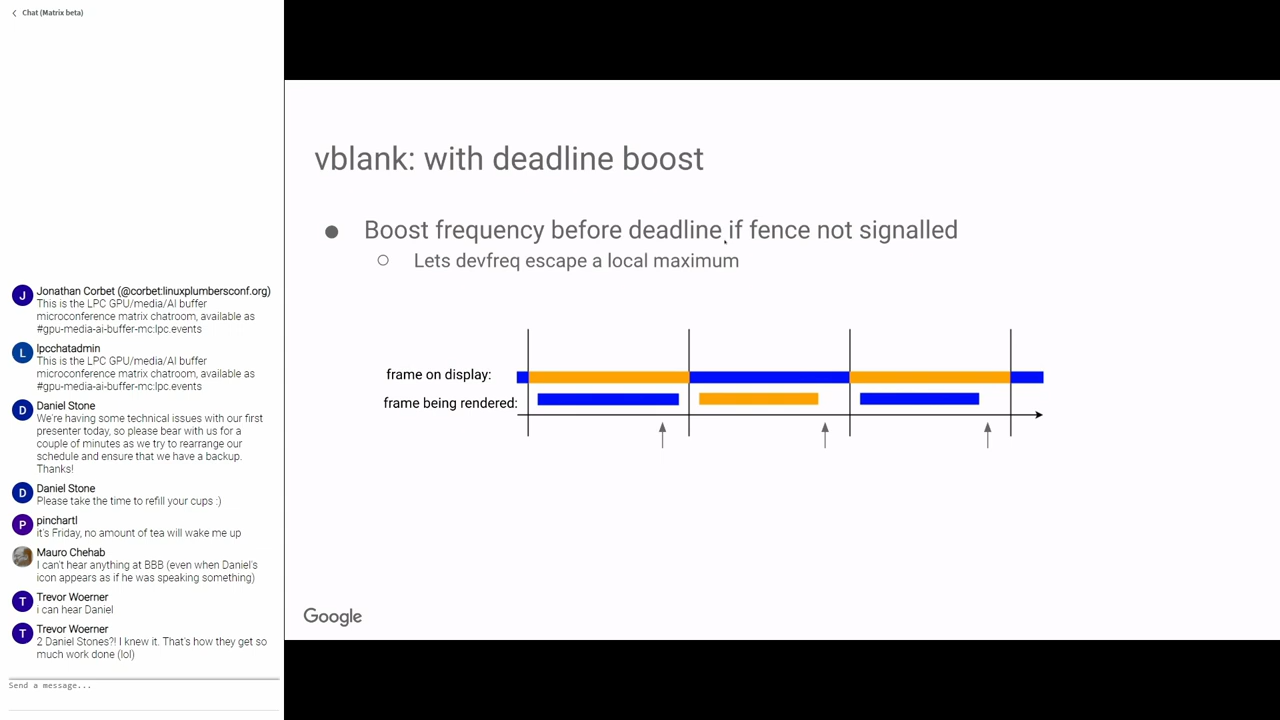 Chat (Matrix beta)
Jonathan Corbet (@corbet:linuxplumbersconf.org)
This is the LPC GPU/media/AI buffer
microconference matrix chatroom, available as
#gpu-media-ai-buffer-mc:lpc.events
lpcchatadmin
This is the LPC GPU/media/AI buffer
microconference matrix chatroom, available as
#gpu-media-ai-buffer-mc:lpc.events
Daniel Stone
We're having some technical issues with our first
presenter today, so please bear with us for a
couple of minutes as we try to rearrange our
schedule and ensure that we have a backup.
Thanks!
Daniel Stone
Please take the time to refill your cups :)
pinchartl
it's Friday, no amount of tea will wake me up
Mauro Chehab
I can't hear anything at BBB (even when Daniel's
icon appears as if he was speaking something)
Trevor Woerner
i can hear Daniel
Trevor Woerner
2 Daniel Stones?! I knew it. That's how they get so
much work done (lol)
Send a message...
J
L
D
D
P
T
T
vblank: with deadline boost
Boost frequency before deadline if fence not signalled
Lets devfreq escape a local maximum
frame on display:
frame being rendered:
Google